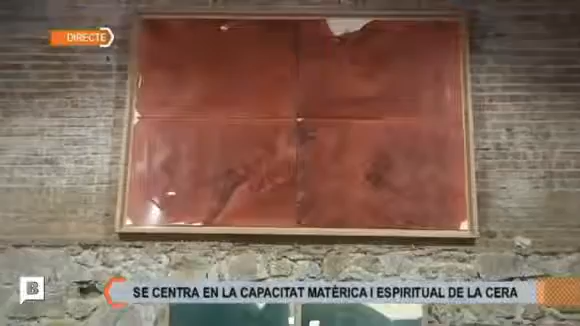 DIRECTE
B
SE CENTRA EN LA CAPACITAT MATÈRICA I ESPIRITUAL DE LA CERA